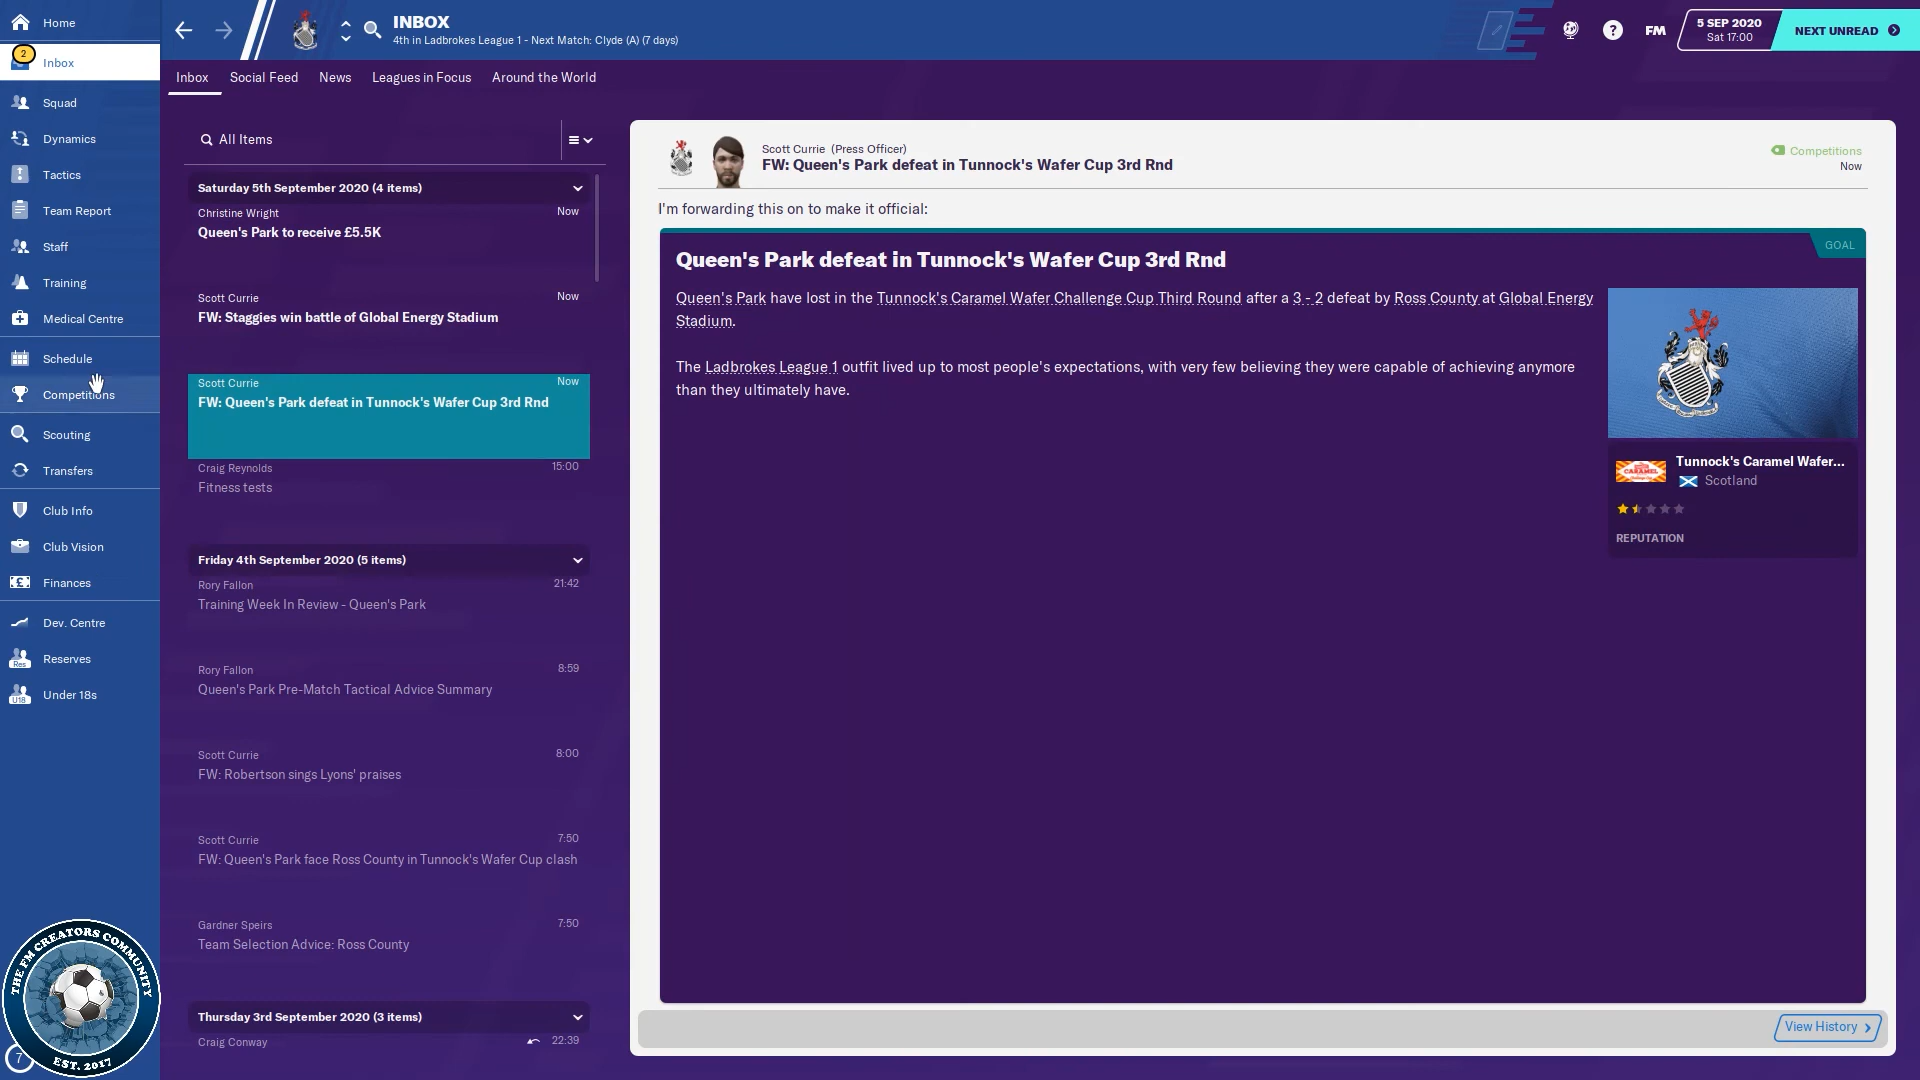 Home
2
Inbox
Squad
Dynamics
Tactics
Team Report
Staff
Training
Medical Centre
Schedule
Competitions
Scouting
Transfers
Club Info
Club Vision
Finances
Dev. Centre
Res
Reserves
U18
Under 18s
THE FM CREATORS COMMUNITY
EST. 2017
7
INBOX
4th in Ladbrokes League 1 - Next Match: Clyde (A) (7 days)
?
FM
5 SEP 2020
Sat 17:00
NEXT UNREAD
Inbox Social Feed News Leagues in Focus Around the World
All Items
Saturday 5th September 2020 (4 items)
Christine Wright Now
Queen's Park to receive £5.5K
Scott Currie Now
FW: Staggies win battle of Global Energy Stadium
Scott Currie Now
FW: Queen's Park defeat in Tunnock's Wafer Cup 3rd Rnd
Craig Reynolds 15:00
Fitness tests
Friday 4th September 2020 (5 items)
Rory Fallon 21:42
Training Week In Review - Queen's Park
Rory Fallon 8:59
Queen's Park Pre-Match Tactical Advice Summary
Scott Currie 8:00
FW: Robertson sings Lyons' praises
Scott Currie 7:50
FW: Queen's Park face Ross County in Tunnock's Wafer Cup clash
Gardner Speirs 7:50
Team Selection Advice: Ross County
Thursday 3rd September 2020 (3 items)
Craig Conway 22:39
Scott Currie (Press Officer)
FW: Queen's Park defeat in Tunnock's Wafer Cup 3rd Rnd
Competitions
Now
I'm forwarding this on to make it official:
GOAL
Queen's Park defeat in Tunnock's Wafer Cup 3rd Rnd
Queen's Park have lost in the Tunnock's Caramel Wafer Challenge Cup Third Round after a 3 - 2 defeat by Ross County at Global Energy
Stadium.
The Ladbrokes League 1 outfit lived up to most people's expectations, with very few believing they were capable of achieving anymore
than they ultimately have.
CARAMEL
Tunnock's Caramel Wafer...
Scotland
REPUTATION
View History